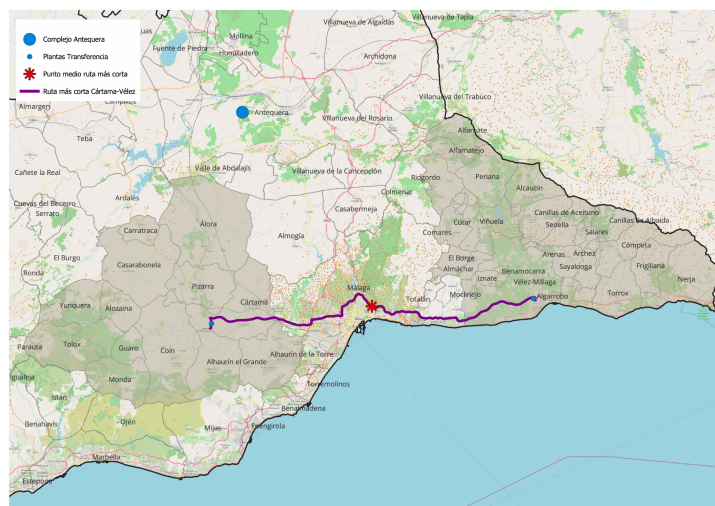 Complejo Antequera
Plantas Transferencia
Punto medio ruta más corta
Ruta más corta Cártama-Vélez
Villanueva de Algaidas
Villanueva de Tapia
Mollina
Fuente de Piedra
Humilladero
Archidona
Campillos
Almargen
Antequera
Villanueva del Rosario
Villanueva del Trabuco
Teba
Alfarnate
Alfarnatejo
Valle de Abdalajís
Villanueva de la Concepción
Cañete la Real
Riogordo
Periana
Colmenar
Alcaucín
Ardales
Cuevas del Becerro
Serrato
Casabermeja
Canillas de Aceituno
Canillas de Albaida
Álora
Cútar
Viñuela
Sedella
Salares
Carratraca
Almogía
Comares
Cómpeta
El Borge
Arenas
Árchez
El Burgo
Casarabonela
Almáchar
Benamocarra
Sayalonga
Frigiliana
Ronda
Iznate
Nerja
Pizarra
Málaga
Vélez-Málaga
Moclinejo
Algarrobo
Torrox
Yunquera
Alozaina
Cártama
Totalán
Parauta
Tolox
Guaro
Coín
Alhaurín de la Torre
Alhaurín el Grande
Igualeja
Monda
Torremolinos
Istán
Benalmádena
Benahavís
Ojén
Mijas
Fuengirola
Marbella
Estepona